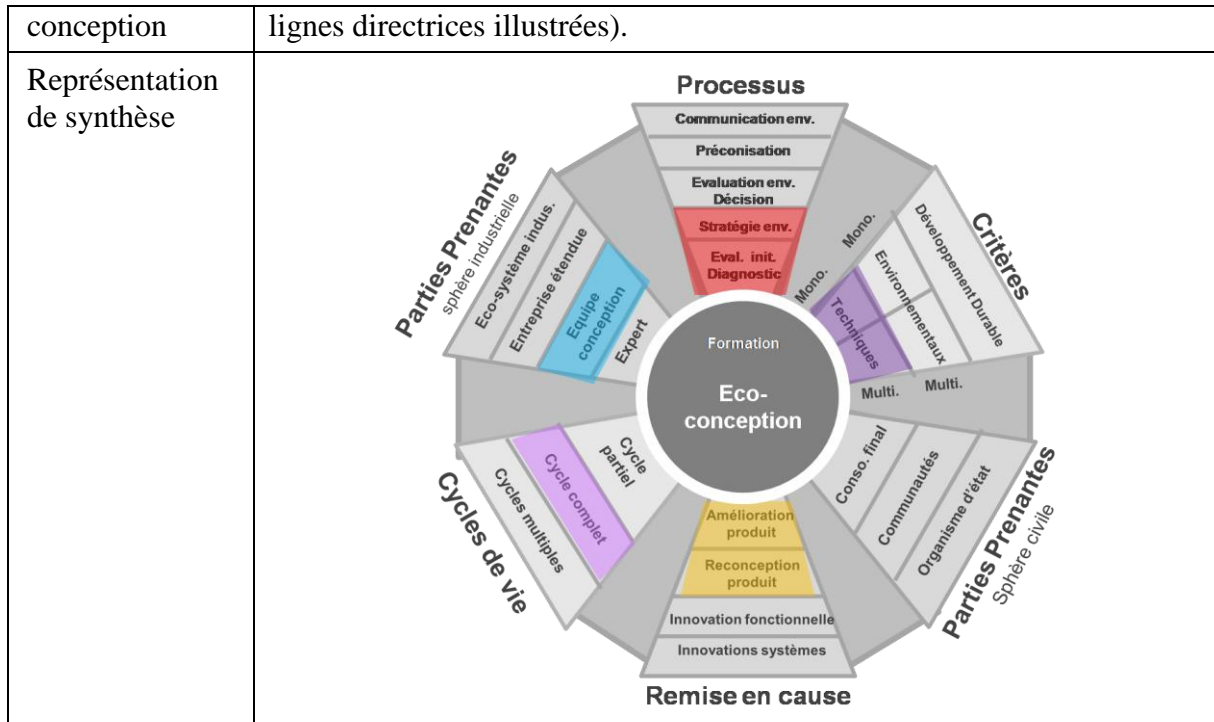 conception
lignes directrices illustrées).
Représentation
de synthèse
Processus
Communication env.
Préconisation
Evaluation env.
Décision
Stratégie env.
Eval. init.
Diagnostic
Parties Prenantes
sphère industrielle
Eco-système indus.
Entreprise étendue
Equipe
conception
Expert
Critères
Mono.
Mono.
Développement Durable
Environnementaux
Techniques
Multi.
Multi.
Formation
Eco-
conception
Cycles de vie
Cycles multiples
Cycle complet
Cycle
partiel
Amélioration
produit
Reconception
produit
Innovation fonctionnelle
Innovations systèmes
Remise en cause
Conso. final
Communautés
Organisme d'état
Parties Prenantes
Sphère civile